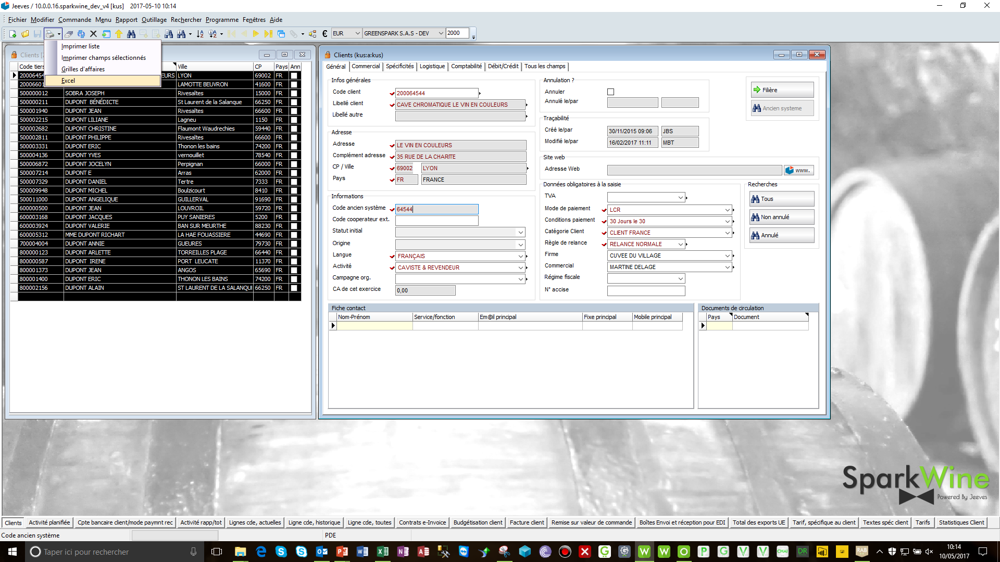 Jeeves / 10.0.0.16.sparkwine_dev_v4 [kus]    2017-05-10 10:14
Fichier Modifier Commande Menu Rapport Outillage Rechercher Programme Fenêtres Aide
EUR GREENSPARK S.A.S - DEV 2000
Imprimer liste
Imprimer champs sélectionnés
Grilles d'affaires
Excel
Clients
Code tiers Ville CP Pays Ann
20006454 EURS LYON 69002 FR
20006601 LAMOTTE BEUVRON 41600 FR
500000012 SOBRA JOSEPH Rivesaltes 15000 FR
500000211 DUPONT  BÉNÉDICTE St Laurent de la Salanque 66250 FR
500001940 DUPONT JEAN Rivesaltes 66600 FR
500002215 DUPONT LILIANE Lagneu 1150 FR
500002682 DUPONT CHRISTINE Flaumont Waudrechies 59440 FR
500002811 DUPONT PHILIPPE Rivesaltes 66600 FR
500003331 DUPONT ERIC Thonon les bains 74200 FR
500004136 DUPONT YVES vernouillet 78540 FR
500006872 DUPONT JOCELYN Perpignan 66000 FR
500007214 DUPONT E Arras 62000 FR
500007329 DUPONT DANIEL Tertre 7333 FR
500009948 DUPONT MICHEL Boulzicourt 8410 FR
500011000 DUPONT ANGELIQUE GUILLERVAL 91690 FR
600000500 DUPONT JEAN LOUVROIL 59720 FR
600003168 DUPONT JACQUES PUY SANIERES 5200 FR
600003924 DUPONT VALERIE BAN SUR MEURTHE 88230 FR
600005312 MME DUPONT RICHART LA HAE FOUASSIERE 44690 FR
700004004 DUPONT ANNIE GUEURES 79730 FR
800000123 DUPONT ARLETTE TORREILLES PLAGE 66440 FR
800000587 DUPONT  IRENE PORT  LEUCATE 11370 FR
800001373 DUPONT JEAN ANGOS 65690 FR
800001400 DUPONT ERIC THONON LES BAINS 74200 FR
800002156 DUPONT ALAIN ST LAURENT DE LA SALANQUI 66250 FR
Clients (kus:a:kus)
Général Commercial Spécificités Logistique Comptabilité Débit/Crédit Tous les champs
Infos générales
Code client 200064544
Libellé client CAVE CHROMATIQUE LE VIN EN COULEURS
Libellé autre
Adresse
Adresse LE VIN EN COULEURS
Complément adresse 35 RUE DE LA CHARITE
CP / Ville 69002 LYON
Pays FR FRANCE
Informations
Code ancien système 64544
Code cooperateur ext.
Statut initial
Origine
Langue FRANÇAIS
Activité CAVISTE & REVENDEUR
Campagne org.
CA de cet exercice 0,00
Annulation ?
Annuler
Annulé le/par
Traçabilité
Créé le/par 30/11/2015 09:06 JBS
Modifié le/par 16/02/2017 11:11 MBT
Site web
Adresse Web www.
Données obligatoires à la saisie
TVA
Mode de paiement LCR
Conditions paiement 30 Jours le 30
Catégorie Client CLIENT FRANCE
Règle de relance RELANCE NORMALE
Firme CUVEE DU VILLAGE
Commercial MARTINE DELAGE
Régime fiscale
N° accise
Filière
Ancien systeme
Recherches
Tous
Non annulé
Annulé
Fiche contact
Nom-Prénom Service/fonction Em@il principal Fixe principal Mobile principal
Documents de circulation
Pays Document
SparkWine
Powered By Jeeves
Clients Activité planifiée Cpte bancaire client/mode paymnt rec Activité rapp/tot Lignes cde, actuelles Ligne cde, historique Ligne cde, toutes Contrats e-Invoice Budgétisation client Facture client Remise sur valeur de commande Boîtes Envoi et réception pour EDI Total des exports UE Tarif, spécifique au client Textes spéc client Tarifs Statistiques Client
Code ancien système PDE
Taper ici pour rechercher
CHAI DR RAB
10:14
10/05/2017